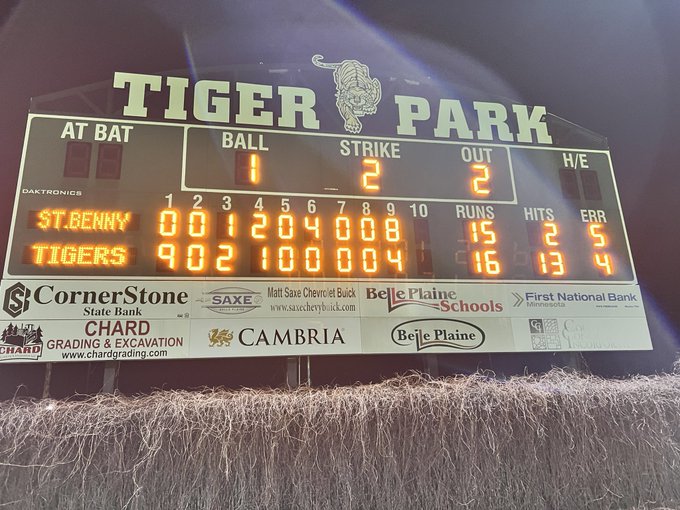 TIGER PARK
AT BAT BALL STRIKE OUT H/E
1 2 2
DAKTRONICS
1 2 3 4 5 6 7 8 9 10 RUNS HITS ERR
ST.BENNY 0 0 1 2 0 4 0 0 8 15 2 5
TIGERS 9 0 2 1 0 0 0 0 4 16 13 4
CornerStone
State Bank
SAXE
Matt Saxe Chevrolet Buick
www.saxechevybuick.com
Belle Plaine
Schools
First National Bank
Minnesota
CHARD
CHARD
GRADING & EXCAVATION
www.chardgrading.com
CAMBRIA
Belle Plaine